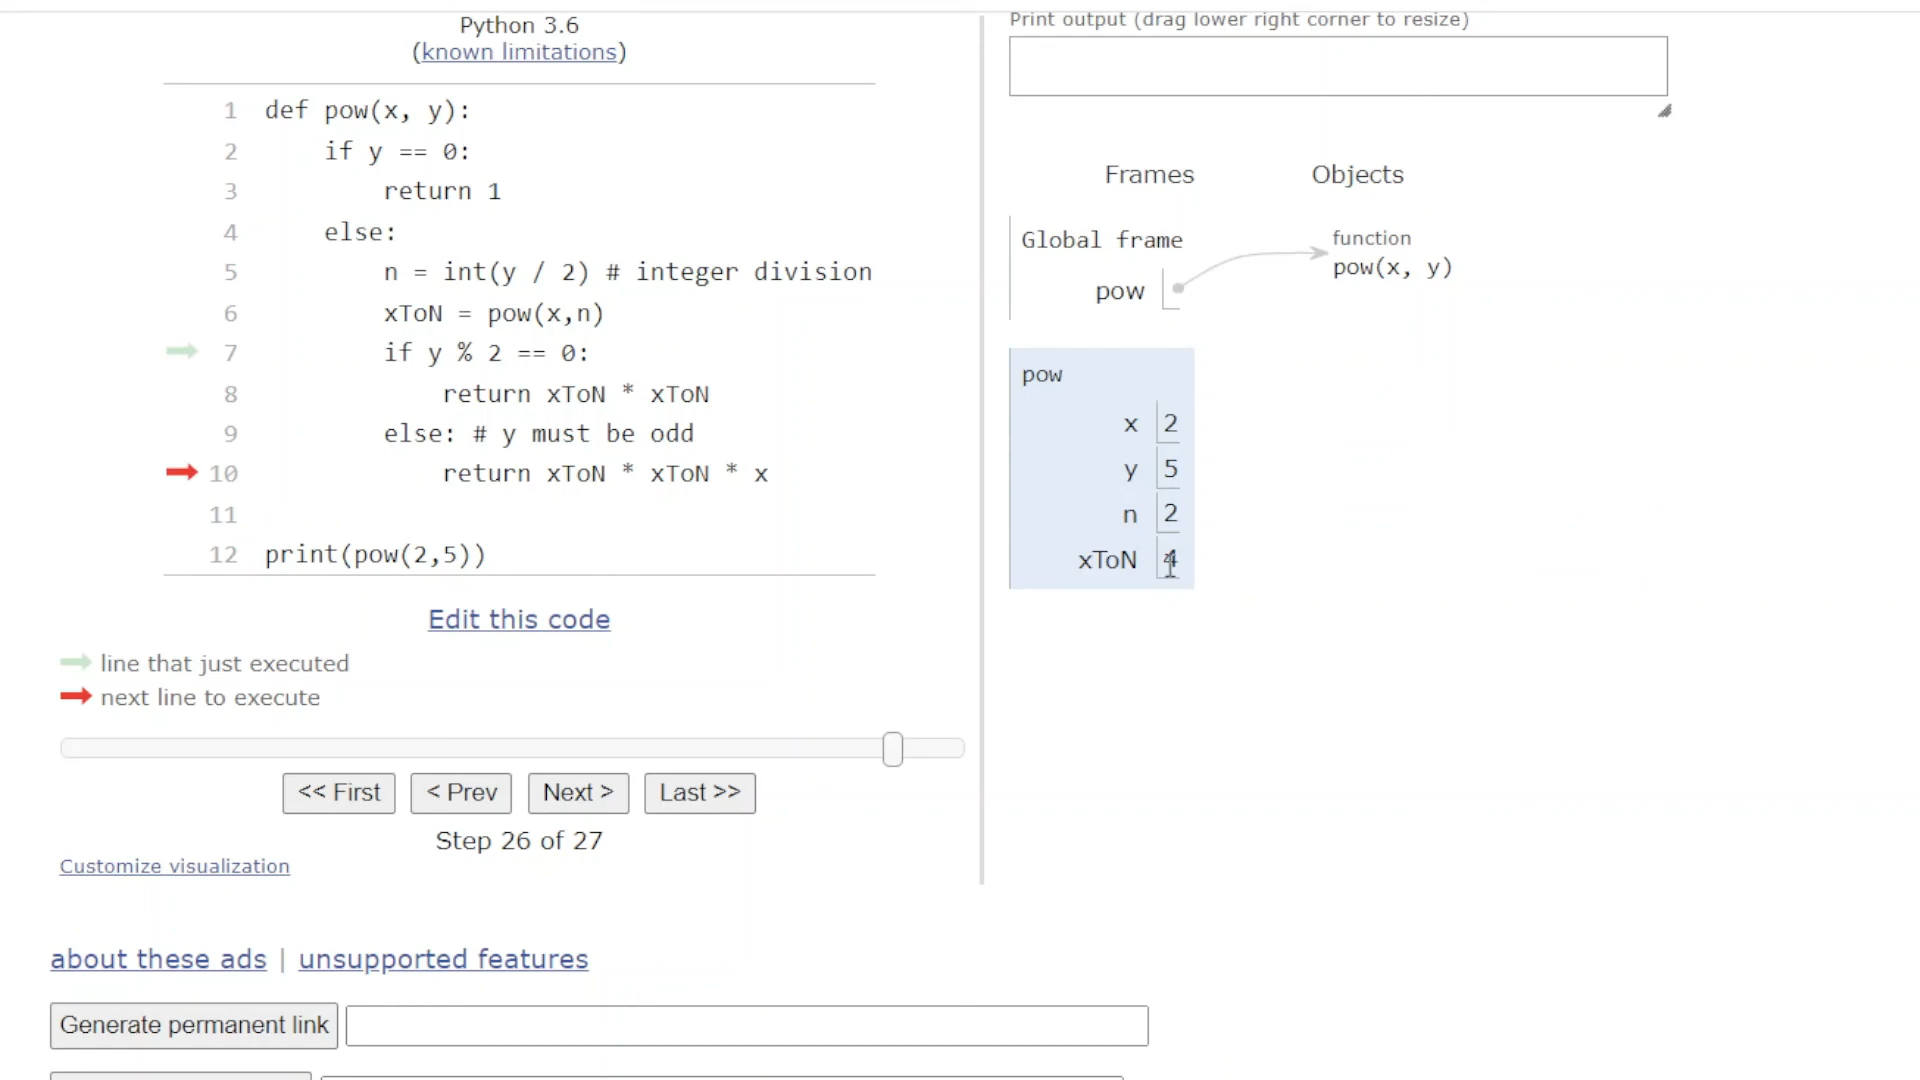 Python 3.6
(known limitations)
1 def pow(x, y):
2 if y == 0:
3 return 1
4 else:
5 n = int(y / 2) # integer division
6 xToN = pow(x,n)
7 if y % 2 == 0:
8 return xToN * xToN
9 else: # y must be odd
10 return xToN * xToN * x
11
12 print(pow(2,5))
Edit this code
line that just executed
next line to execute
<< First < Prev Next > Last >>
Step 26 of 27
Customize visualization
about these ads | unsupported features
Generate permanent link
Print output (drag lower right corner to resize)
Frames Objects
Global frame
pow
function
pow(x, y)
pow
x 2
y 5
n 2
xToN 4